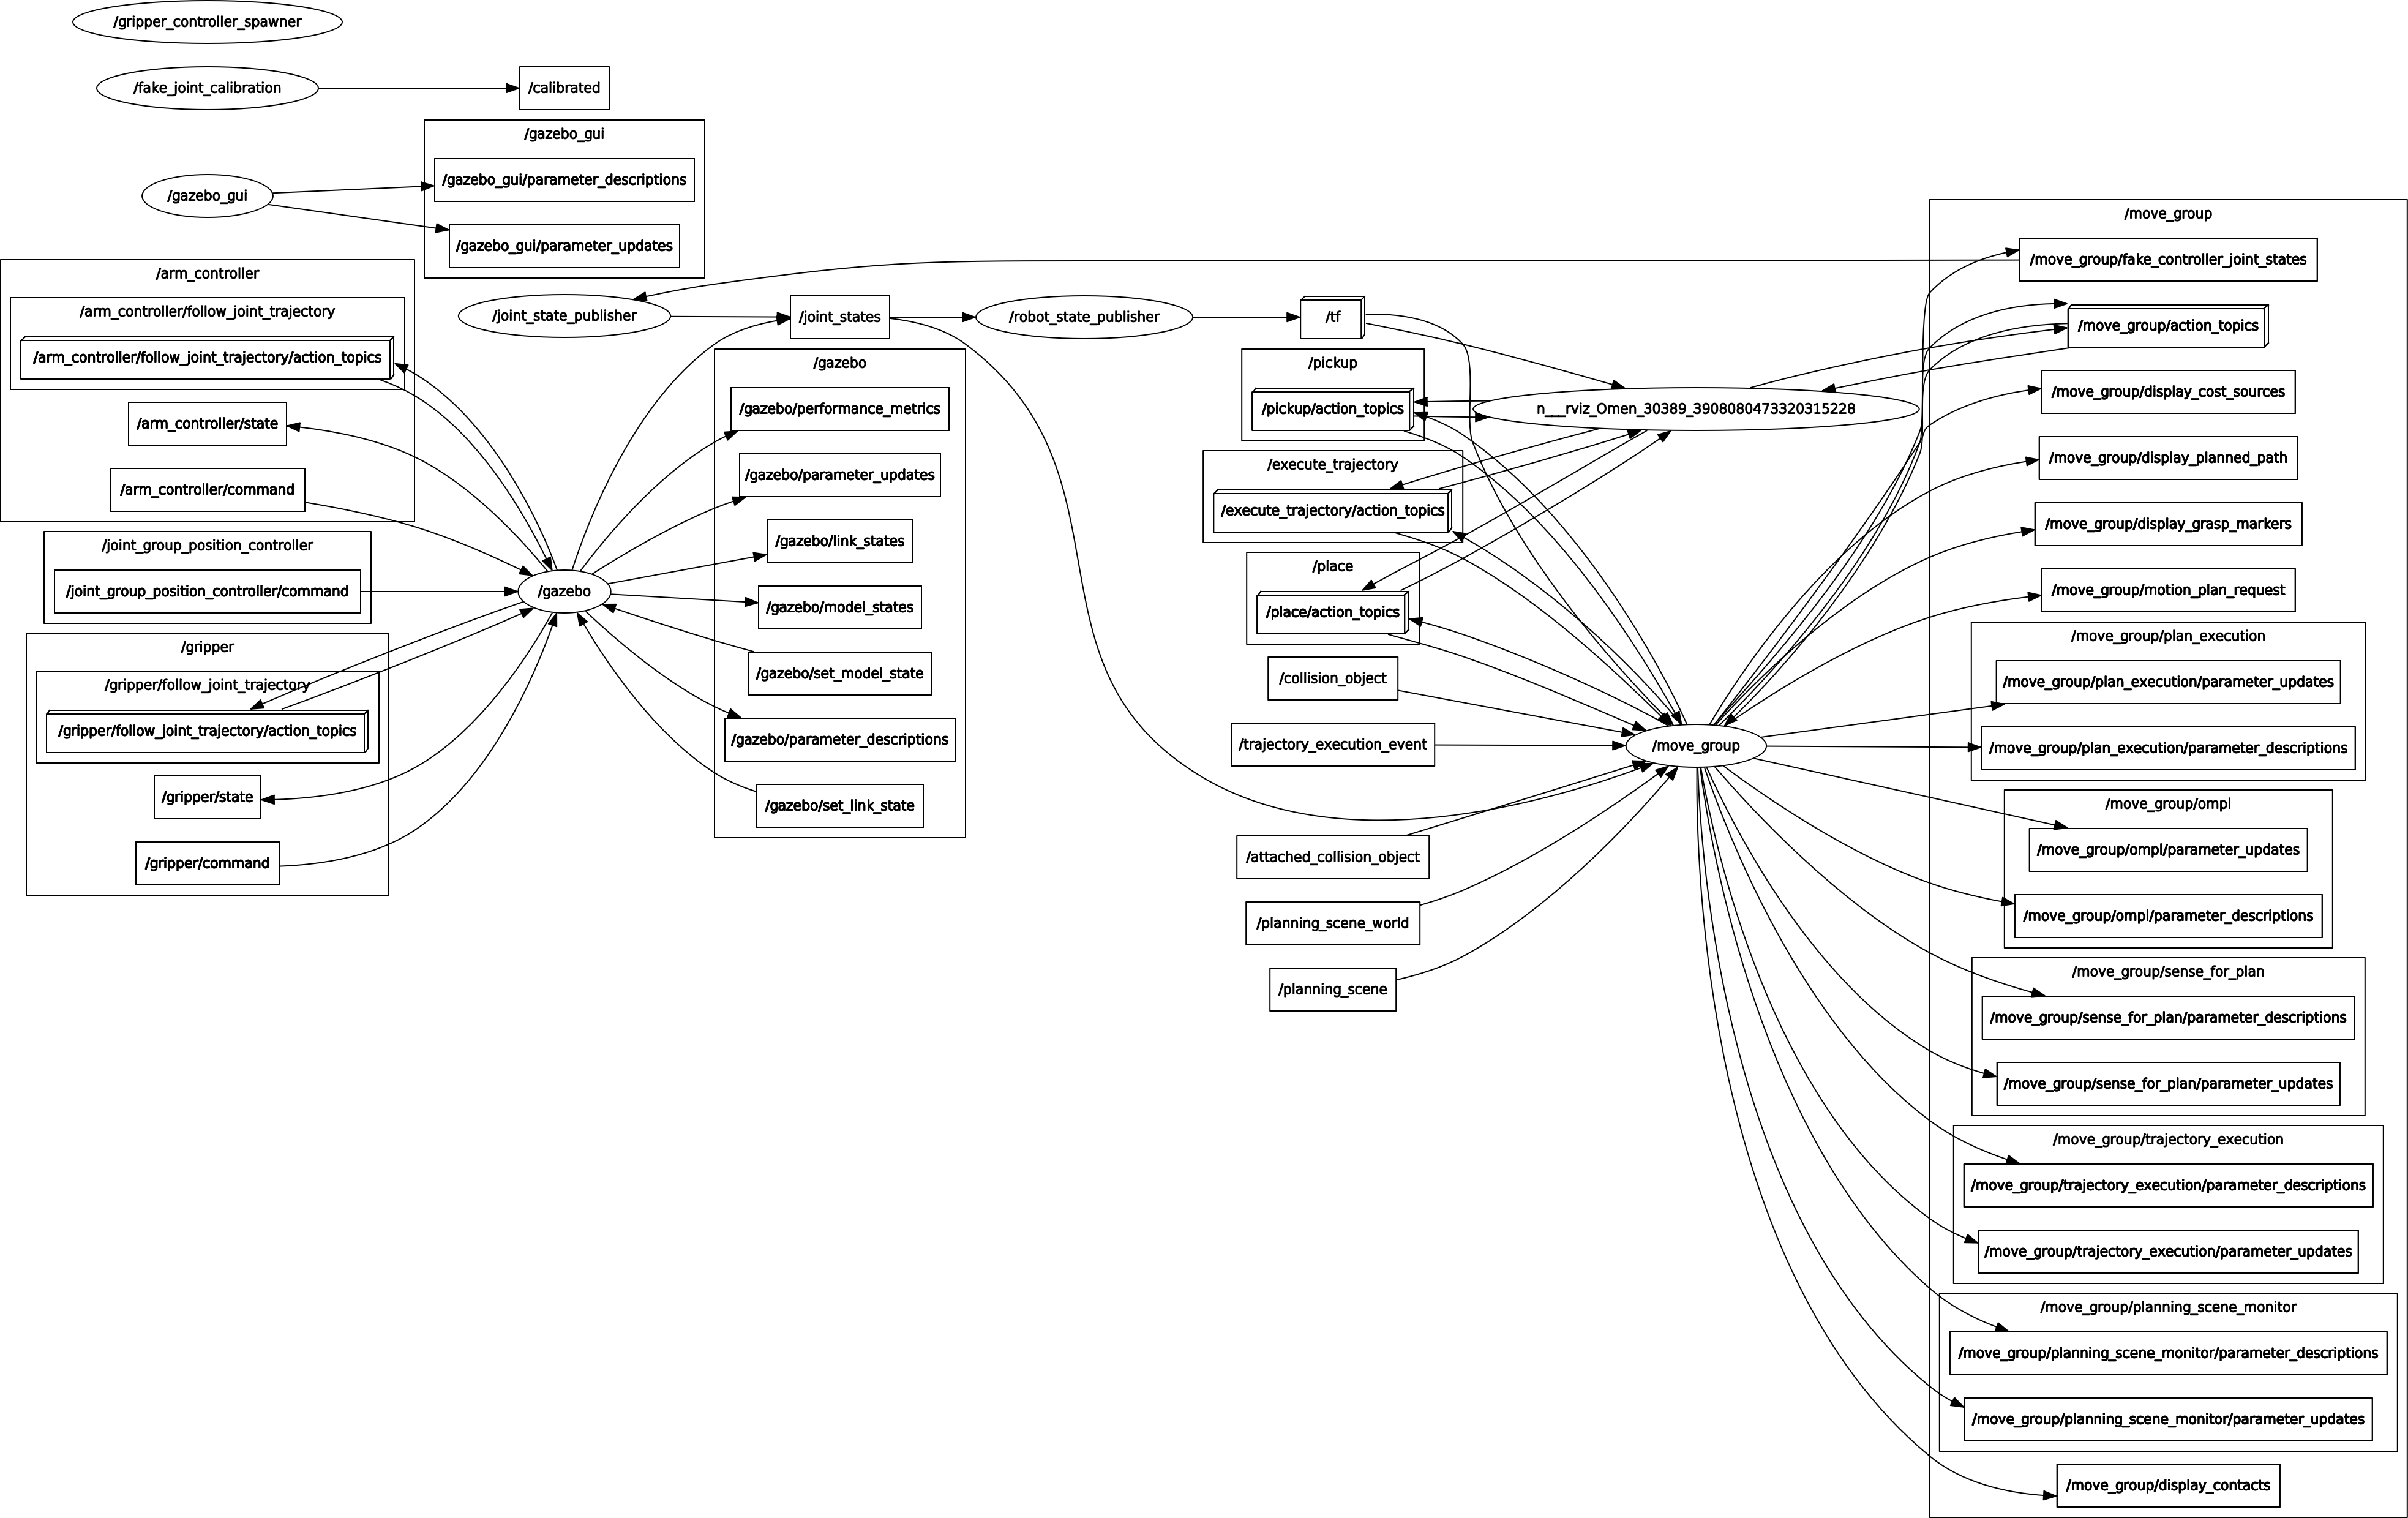 /gripper_controller_spawner
/fake_joint_calibration
/calibrated
/gazebo_gui
/gazebo_gui/parameter_descriptions
/gazebo_gui
/gazebo_gui/parameter_updates
/arm_controller
/arm_controller/follow_joint_trajectory
/arm_controller/follow_joint_trajectory/action_topics
/arm_controller/state
/arm_controller/command
/joint_group_position_controller
/joint_group_position_controller/command
/gripper
/gripper/follow_joint_trajectory
/gripper/follow_joint_trajectory/action_topics
/gripper/state
/gripper/command
/joint_state_publisher
/gazebo
/joint_states
/gazebo
/gazebo/performance_metrics
/gazebo/parameter_updates
/gazebo/link_states
/gazebo/model_states
/gazebo/set_model_state
/gazebo/parameter_descriptions
/gazebo/set_link_state
/robot_state_publisher
/tf
/pickup
/pickup/action_topics
/execute_trajectory
/execute_trajectory/action_topics
/place
/place/action_topics
/collision_object
/trajectory_execution_event
/attached_collision_object
/planning_scene_world
/planning_scene
n___rviz_Omen_30389_3908080473320315228
/move_group
/move_group
/move_group/fake_controller_joint_states
/move_group/action_topics
/move_group/display_cost_sources
/move_group/display_planned_path
/move_group/display_grasp_markers
/move_group/motion_plan_request
/move_group/plan_execution
/move_group/plan_execution/parameter_updates
/move_group/plan_execution/parameter_descriptions
/move_group/ompl
/move_group/ompl/parameter_updates
/move_group/ompl/parameter_descriptions
/move_group/sense_for_plan
/move_group/sense_for_plan/parameter_descriptions
/move_group/sense_for_plan/parameter_updates
/move_group/trajectory_execution
/move_group/trajectory_execution/parameter_descriptions
/move_group/trajectory_execution/parameter_updates
/move_group/planning_scene_monitor
/move_group/planning_scene_monitor/parameter_descriptions
/move_group/planning_scene_monitor/parameter_updates
/move_group/display_contacts